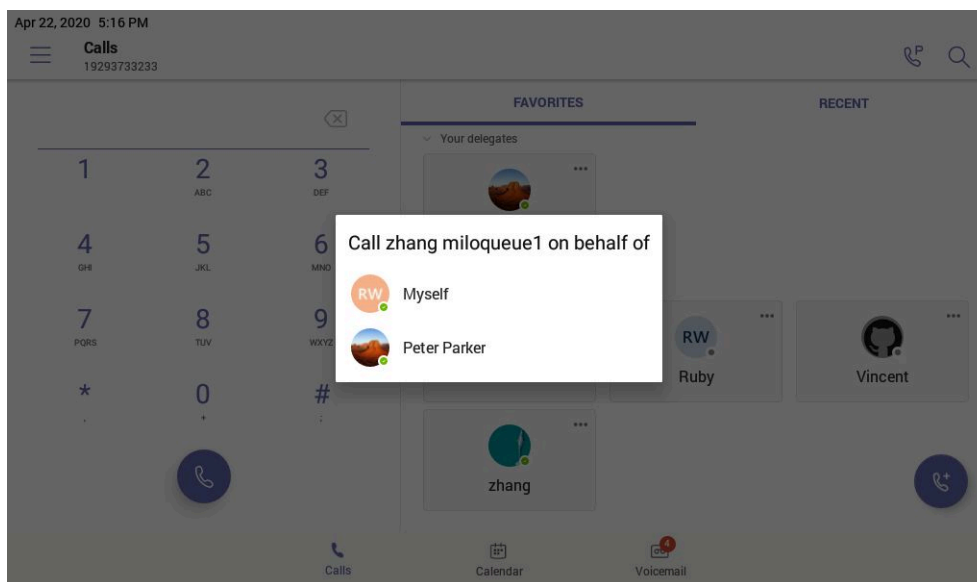 Apr 22, 2020 5:16 PM
Calls
19293733233
P
FAVORITES
RECENT
Your delegates
1
2
ABC
3
DEF
4
GHI
5
JKL
6
MNO
7
PQRS
8
TUV
9
WXYZ
*
,
0
+
#
;
Call zhang miloqueue1 on behalf of
RW
Myself
Peter Parker
RW
Ruby
Vincent
zhang
Calls
Calendar
4
Voicemail